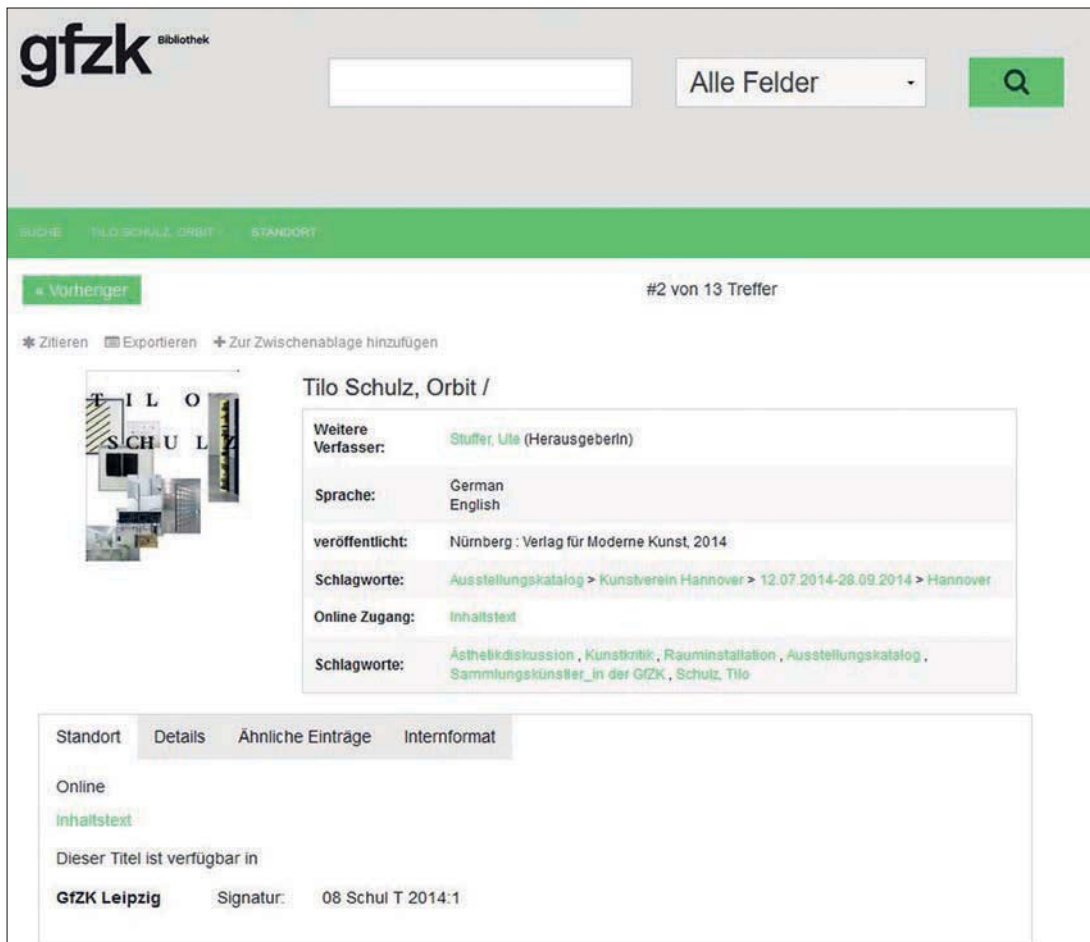 gfzk Bibliothek
Alle Felder
SUCHE TILO SCHULZ, ORBIT / STANDORT
« Vorheriger
#2 von 13 Treffer
Zitieren Exportieren Zur Zwischenablage hinzufügen
T I L O
SCHULZ
Tilo Schulz, Orbit /
Weitere
Verfasser:
Stuffer, Ute (HerausgeberIn)
Sprache:
German
English
veröffentlicht:
Nürnberg : Verlag für Moderne Kunst, 2014
Schlagworte:
Ausstellungskatalog > Kunstverein Hannover > 12.07.2014-28.09.2014 > Hannover
Online Zugang:
Inhaltstext
Schlagworte:
Ästhetikdiskussion , Kunstkritik , Rauminstallation , Ausstellungskatalog ,
Sammlungskünstler_in der GfZK , Schulz, Tilo
Standort Details Ähnliche Einträge Internformat
Online
Inhaltstext
Dieser Titel ist verfügbar in
GfZK Leipzig Signatur: 08 Schul T 2014:1